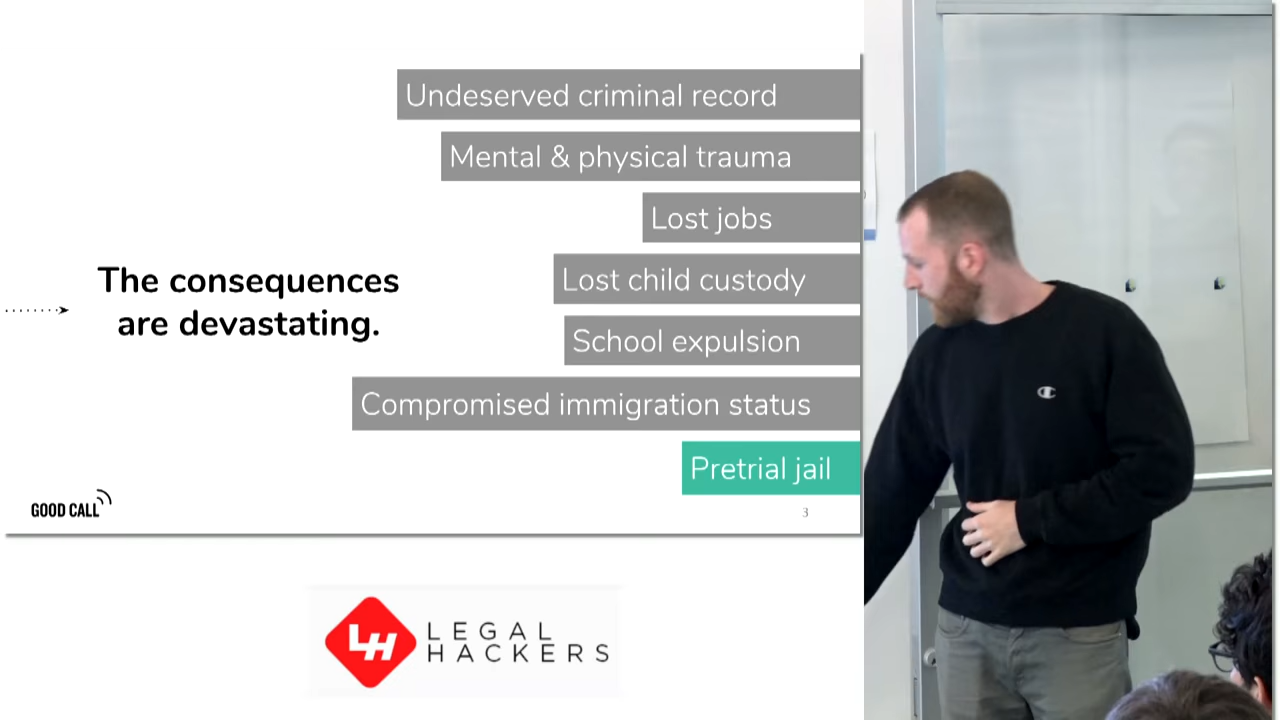 Undeserved criminal record
Mental & physical trauma
Lost jobs
Lost child custody
School expulsion
Compromised immigration status
Pretrial jail
The consequences
are devastating.
GOOD CALL
3
LH
LEGAL
HACKERS